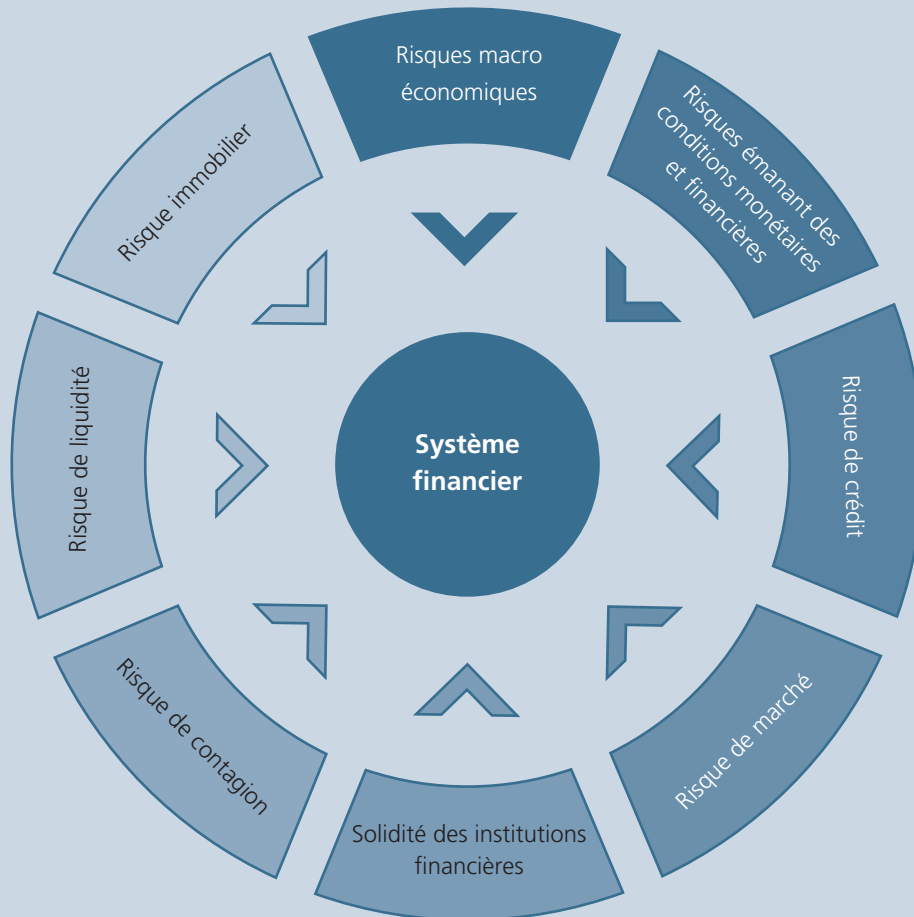 Risques macro
économiques
Risques émanant des
conditions monétaires
et financières
Risque de crédit
Risque de marché
Solidité des institutions
financières
Risque de contagion
Risque de liquidité
Risque immobilier
Système
financier